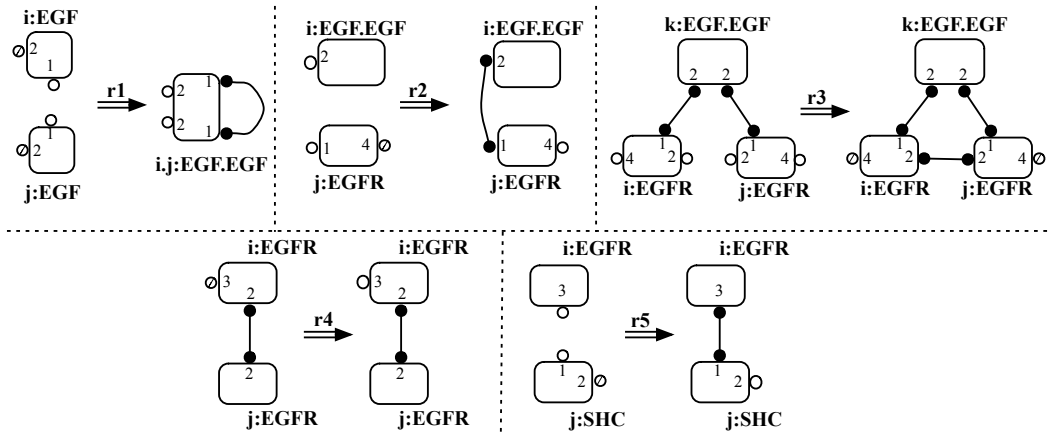 i:EGF
2
1
1
2
j:EGF
r1
2 1
2 1
i.j:EGF.EGF
i:EGF.EGF
2
1 4
j:EGFR
r2
i:EGF.EGF
2
1 4
j:EGFR
k:EGF.EGF
2 2
1 1
4 2 2 4
i:EGFR j:EGFR
r3
k:EGF.EGF
2 2
1 1
4 2 2 4
i:EGFR j:EGFR
i:EGFR
3
2
2
j:EGFR
r4
i:EGFR
3
2
2
j:EGFR
i:EGFR
3
1
2
j:SHC
r5
i:EGFR
3
1
2
j:SHC